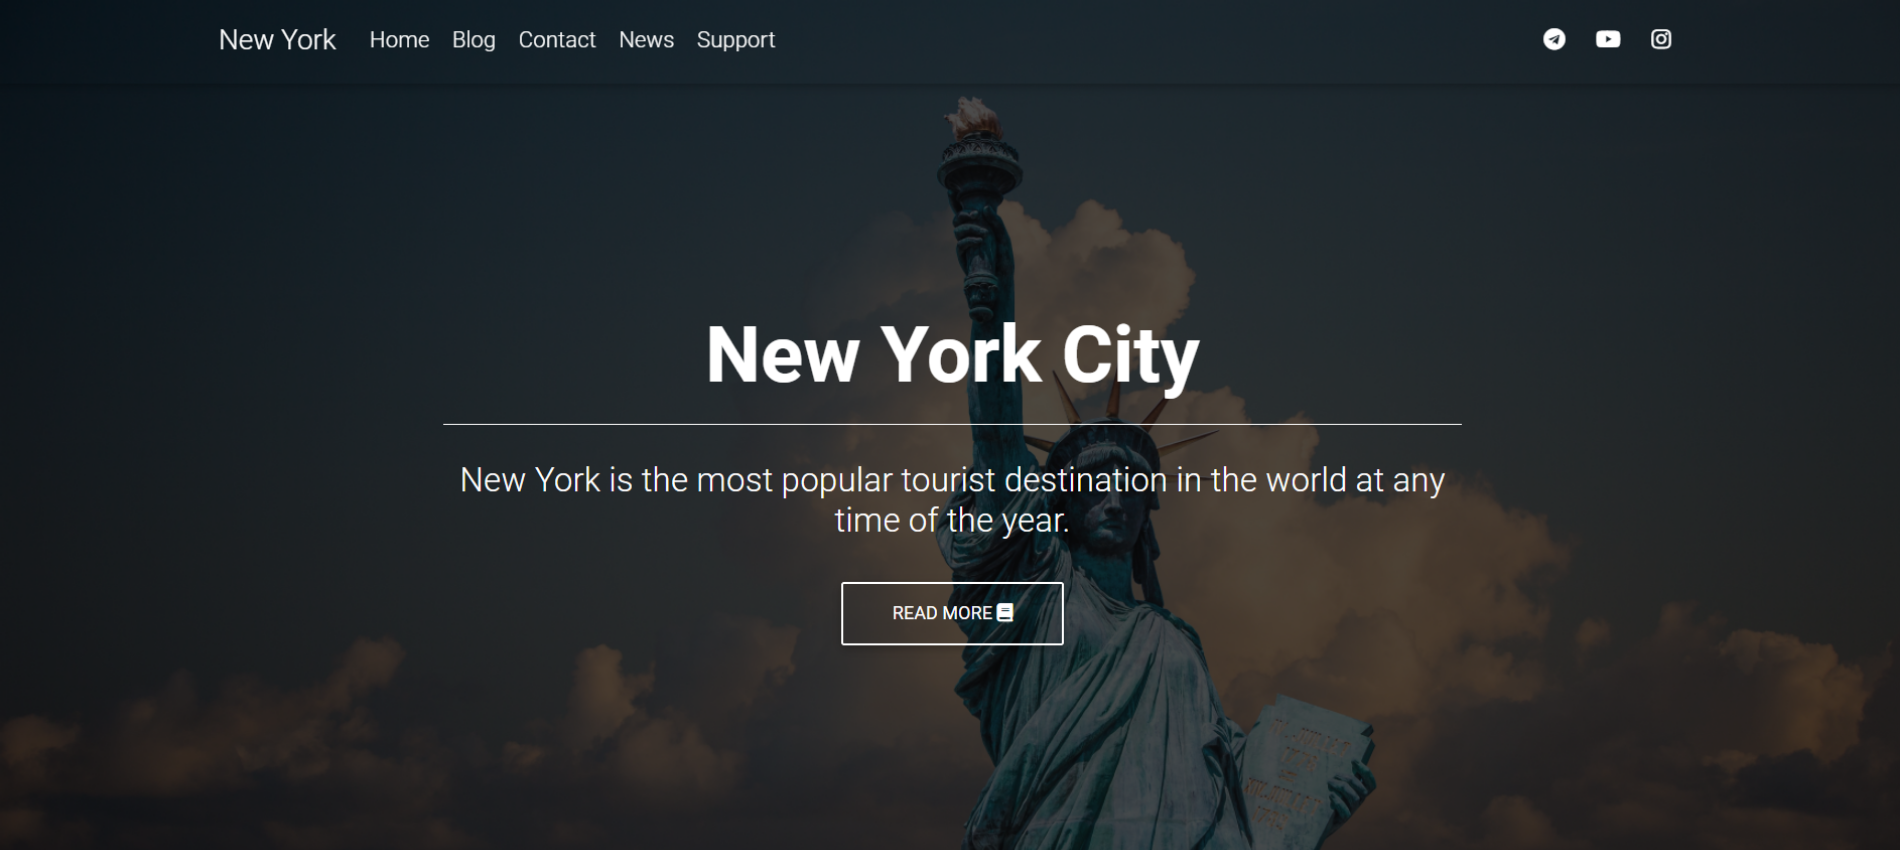 New York Home Blog Contact News Support
New York City
New York is the most popular tourist destination in the world at any
time of the year.
READ MORE